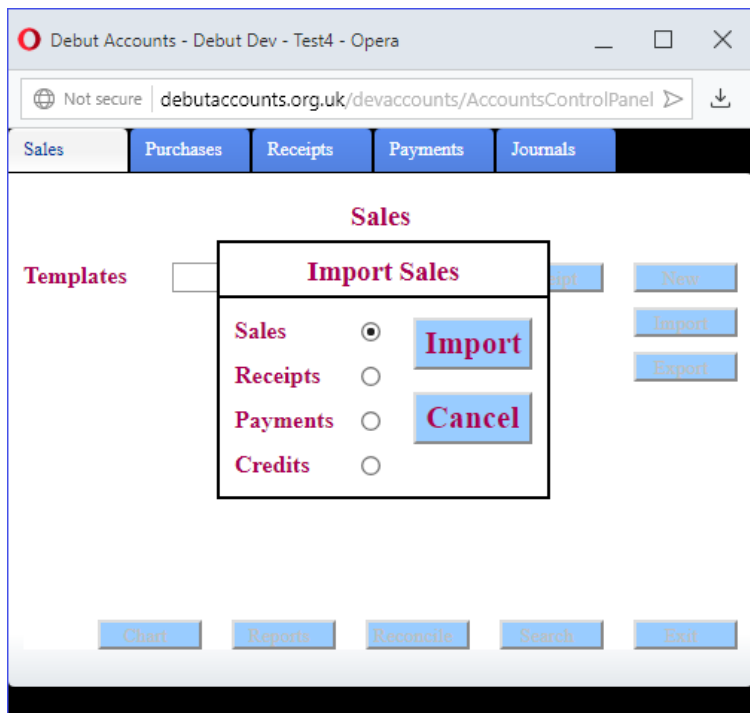 Debut Accounts - Debut Dev - Test4 - Opera
Not secure debutaccounts.org.uk/devaccounts/AccountsControlPanel
Sales Purchases Receipts Payments Journals
Sales
Templates
New
Import
Export
Import Sales
Sales
Import
Receipts
Payments
Cancel
Credits
Chart Reports Reconcile Search Exit